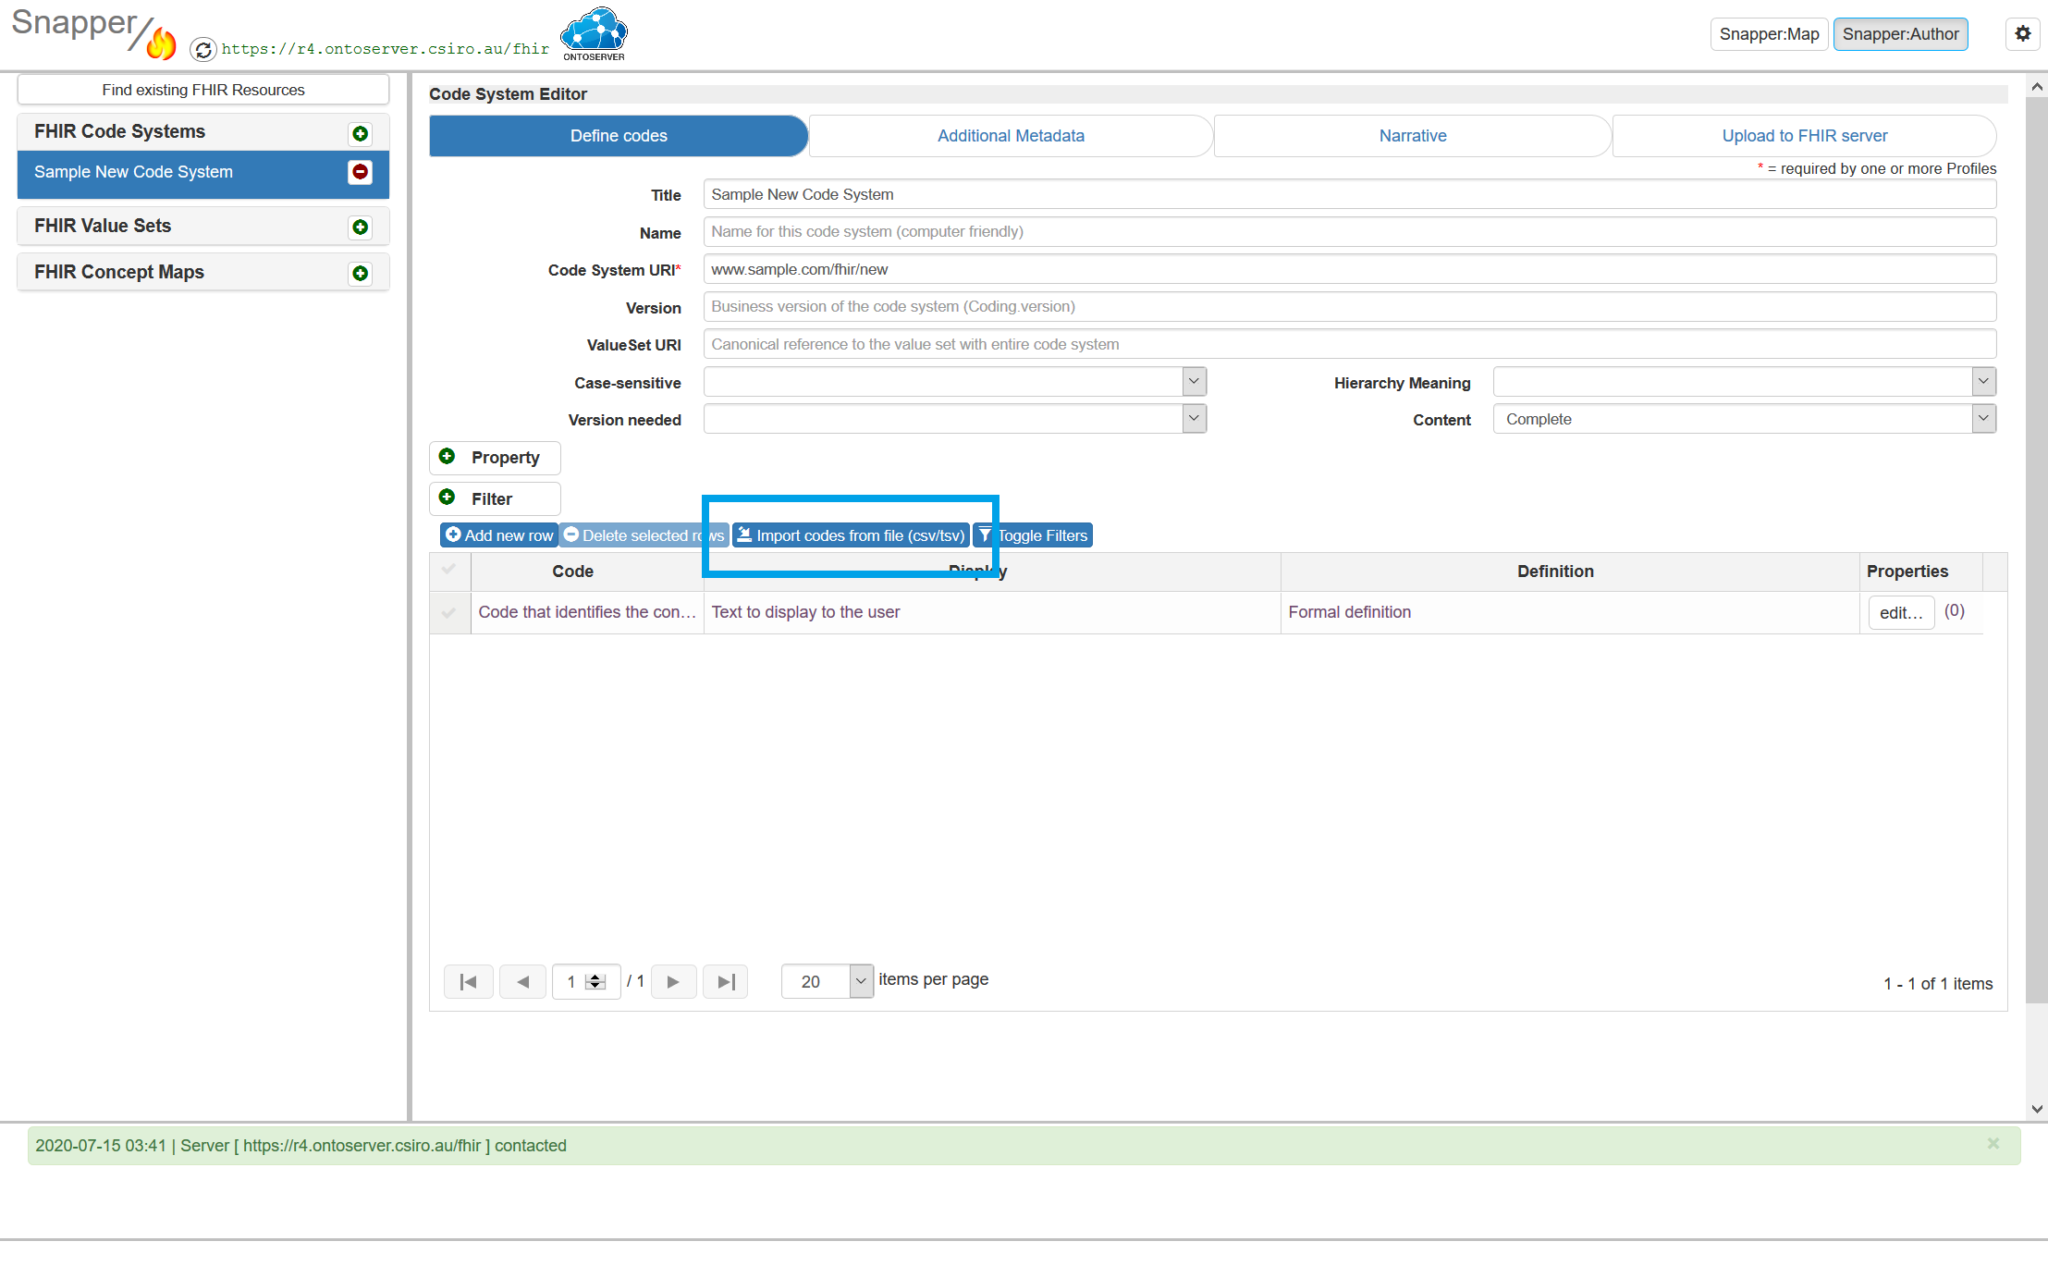 Snapper
https://r4.ontoserver.csiro.au/fhir
ONTOSERVER
Snapper:Map
Snapper:Author
Find existing FHIR Resources
FHIR Code Systems
Sample New Code System
FHIR Value Sets
FHIR Concept Maps
Code System Editor
Define codes
Additional Metadata
Narrative
Upload to FHIR server
* = required by one or more Profiles
Title
Sample New Code System
Name
Name for this code system (computer friendly)
Code System URI*
www.sample.com/fhir/new
Version
Business version of the code system (Coding.version)
ValueSet URI
Canonical reference to the value set with entire code system
Case-sensitive
Hierarchy Meaning
Version needed
Content
Complete
Property
Filter
Add new row
Delete selected rows
Import codes from file (csv/tsv)
Toggle Filters
Code
Display
Definition
Properties
Code that identifies the con...
Text to display to the user
Formal definition
edit...
(0)
1
/ 1
20
items per page
1 - 1 of 1 items
2020-07-15 03:41 | Server [ https://r4.ontoserver.csiro.au/fhir ] contacted